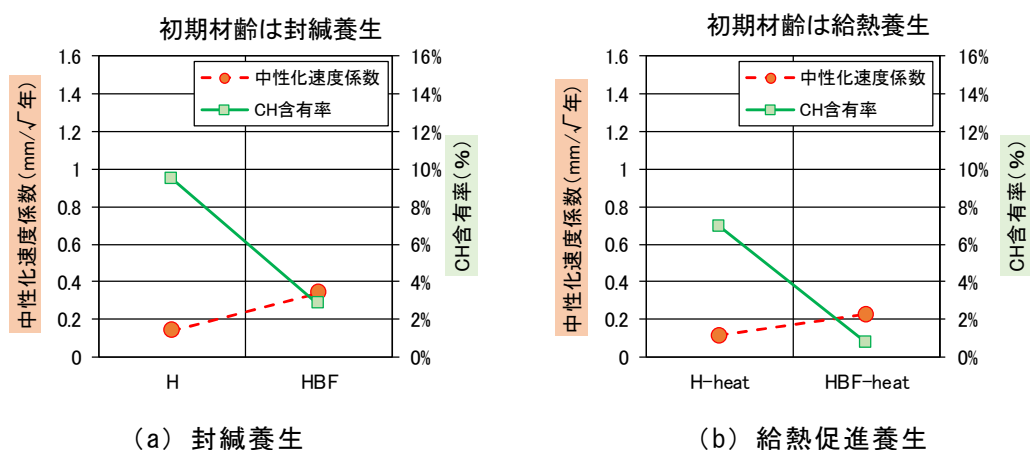 初期材齢は封緘養生
中性化速度係数(mm/√年)
1.6
1.4
1.2
1
0.8
0.6
0.4
0.2
0
中性化速度係数
CH含有率
16%
14%
12%
10%
8%
6%
4%
2%
0%
CH含有率(%)
H
HBF
(a) 封緘養生
初期材齢は給熱養生
中性化速度係数(mm/√年)
1.6
1.4
1.2
1
0.8
0.6
0.4
0.2
0
中性化速度係数
CH含有率
16%
14%
12%
10%
8%
6%
4%
2%
0%
CH含有率(%)
H-heat
HBF-heat
(b) 給熱促進養生